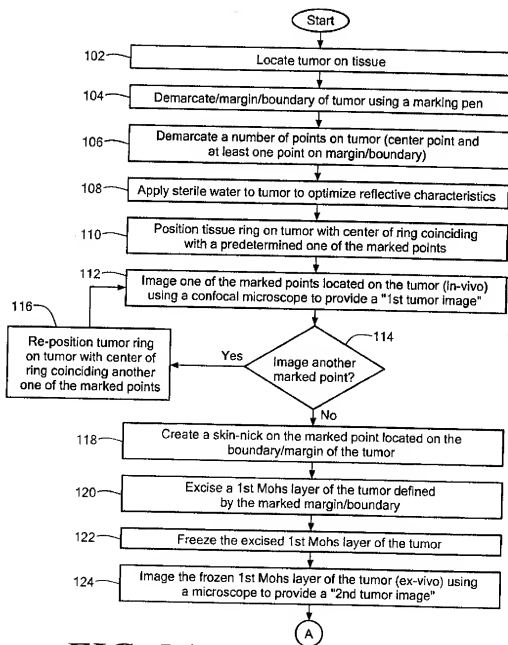 Start
102
Locate tumor on tissue
104
Demarcate/margin/boundary of tumor using a marking pen
106
Demarcate a number of points on tumor (center point and
at least one point on margin/boundary)
108
Apply sterile water to tumor to optimize reflective characteristics
110
Position tissue ring on tumor with center of ring coinciding
with a predetermined one of the marked points
112
Image one of the marked points located on the tumor (in-vivo)
using a confocal microscope to provide a "1st tumor image"
116
Re-position tumor ring
on tumor with center of
ring coinciding another
one of the marked points
Yes
114
Image another
marked point?
No
118
Create a skin-nick on the marked point located on the
boundary/margin of the tumor
120
Excise a 1st Mohs layer of the tumor defined
by the marked margin/boundary
122
Freeze the excised 1st Mohs layer of the tumor
124
Image the frozen 1st Mohs layer of the tumor (ex-vivo) using
a microscope to provide a "2nd tumor image"
A